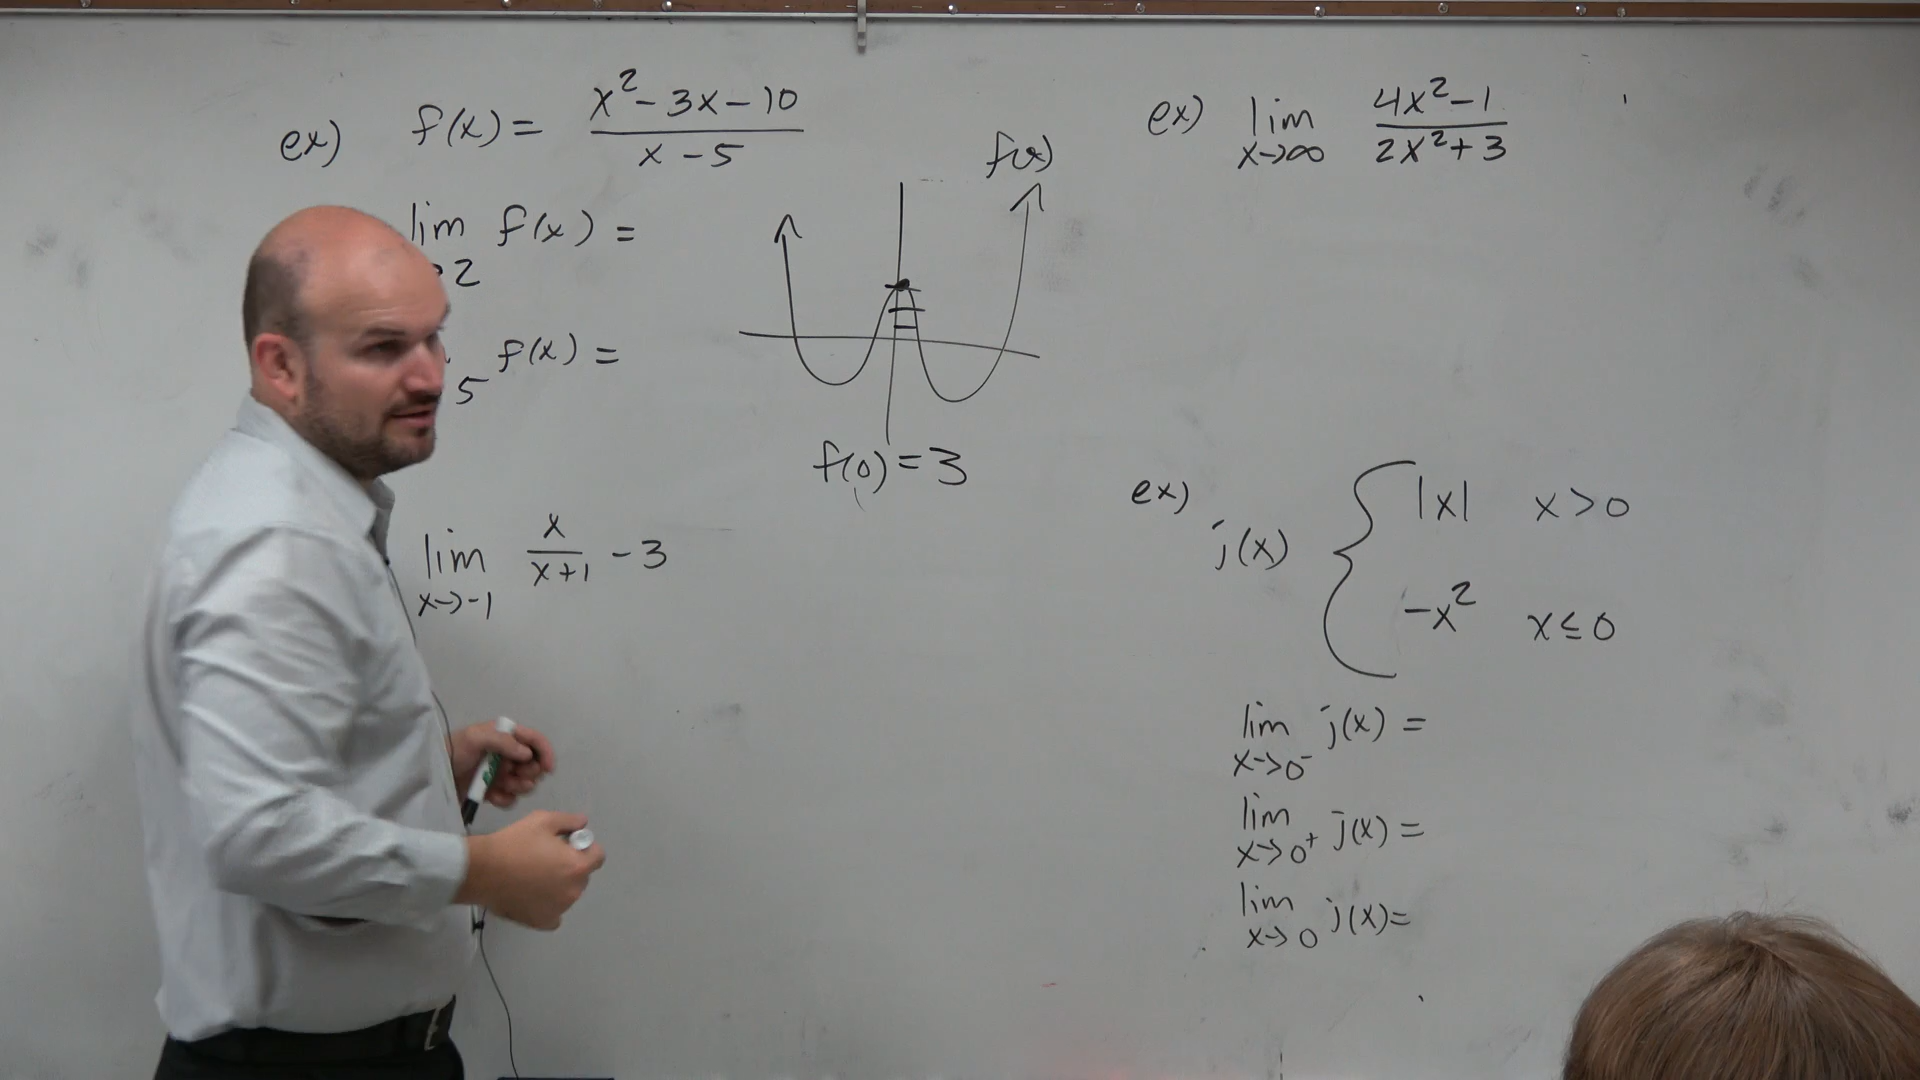 ex) f(x) = x² - 3x - 10 / x - 5
lim f(x) =
2
f(x) =
5
f(x)
f(0) = 3
lim x→-1 x / x+1 - 3
ex) lim x→∞ 4x² - 1 / 2x² + 3
ex) j(x) { |x| x > 0
-x² x ≤ 0
lim x→0⁻ j(x) =
lim x→0⁺ j(x) =
lim x→0 j(x) =